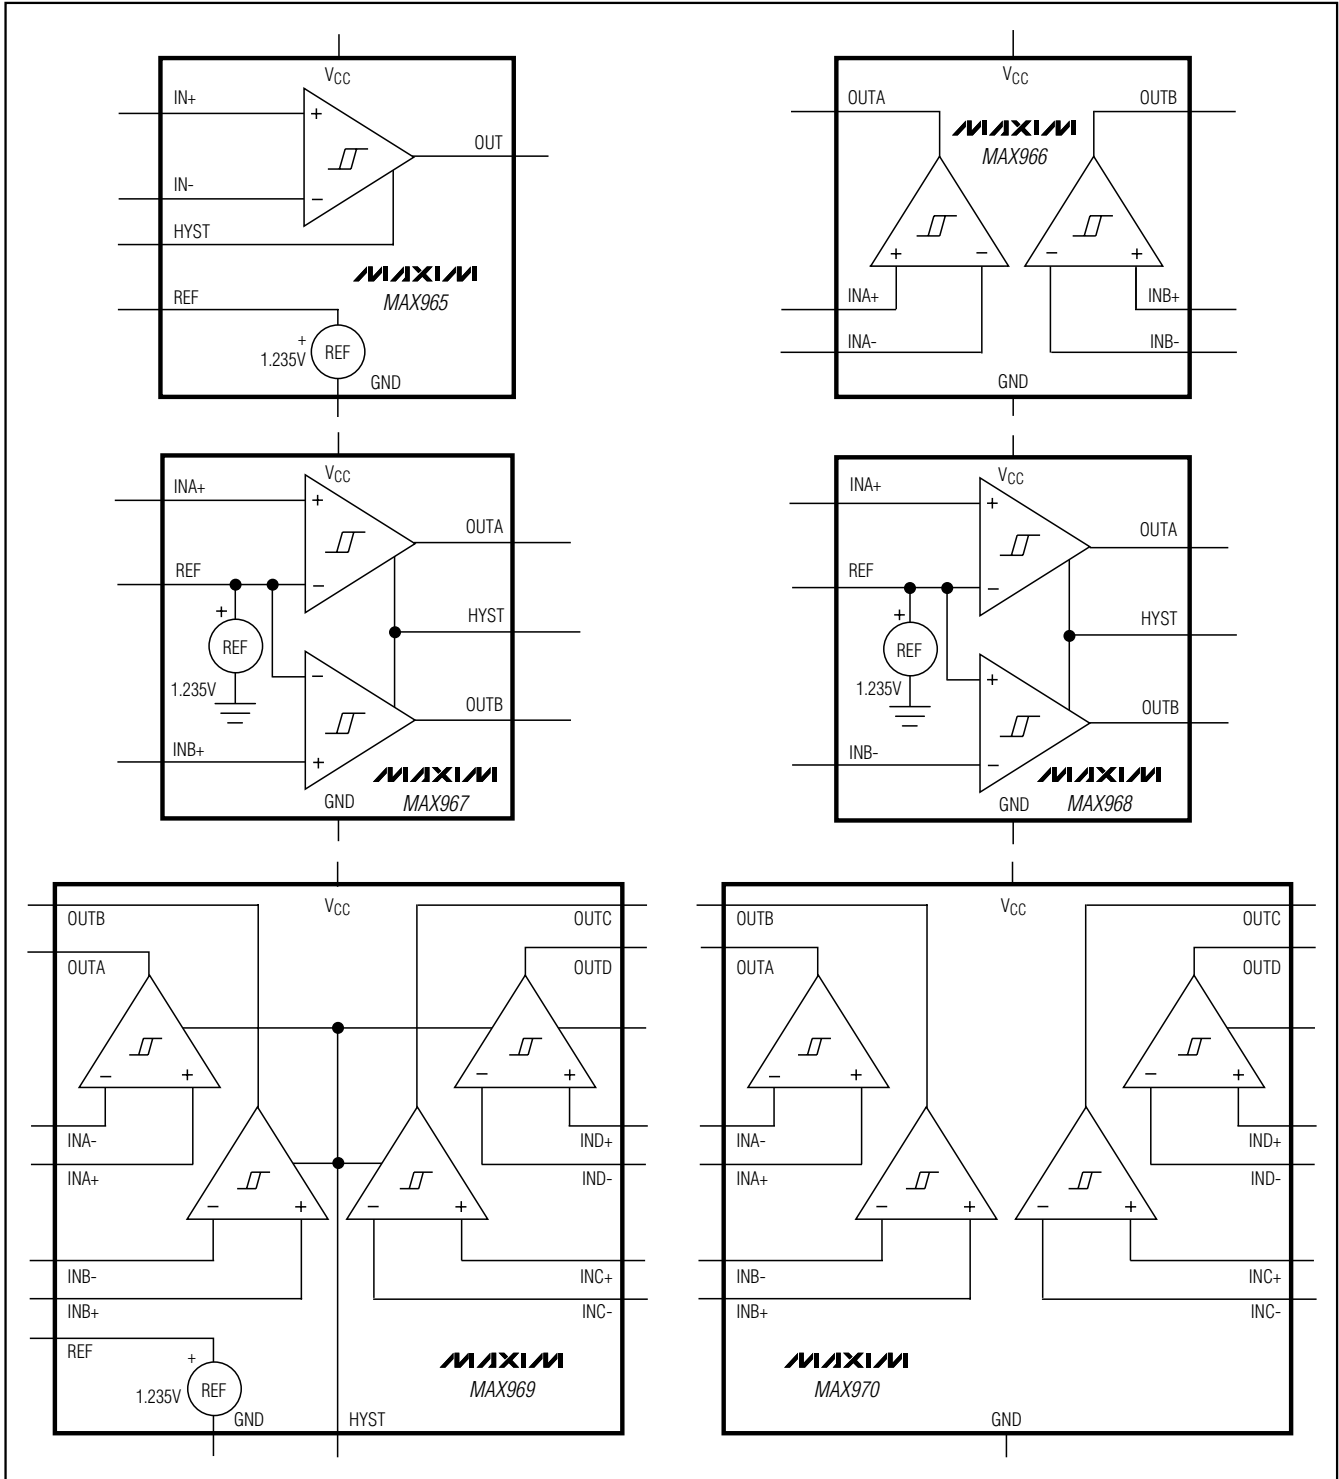 VCC
IN+
+
OUT
IN-
−
HYST
MAXIM
MAX965
REF
+
1.235V
REF
GND
VCC
OUTA
OUTB
MAXIM
MAX966
+
−
−
+
INA+
INB+
INA-
INB-
GND
VCC
INA+
+
OUTA
REF
−
+
REF
HYST
1.235V
−
OUTB
INB+
+
MAXIM
GND
MAX967
VCC
INA+
+
OUTA
REF
−
+
REF
HYST
1.235V
+
OUTB
INB-
−
MAXIM
GND
MAX968
VCC
OUTB
OUTC
OUTA
OUTD
−
+
−
+
INA-
IND+
INA+
IND-
−
+
−
+
INB-
INC+
INB+
INC-
REF
+
1.235V
REF
MAXIM
MAX969
GND
HYST
VCC
OUTB
OUTC
OUTA
OUTD
−
+
−
+
INA-
IND+
INA+
IND-
−
+
−
+
INB-
INC+
INB+
INC-
MAXIM
MAX970
GND